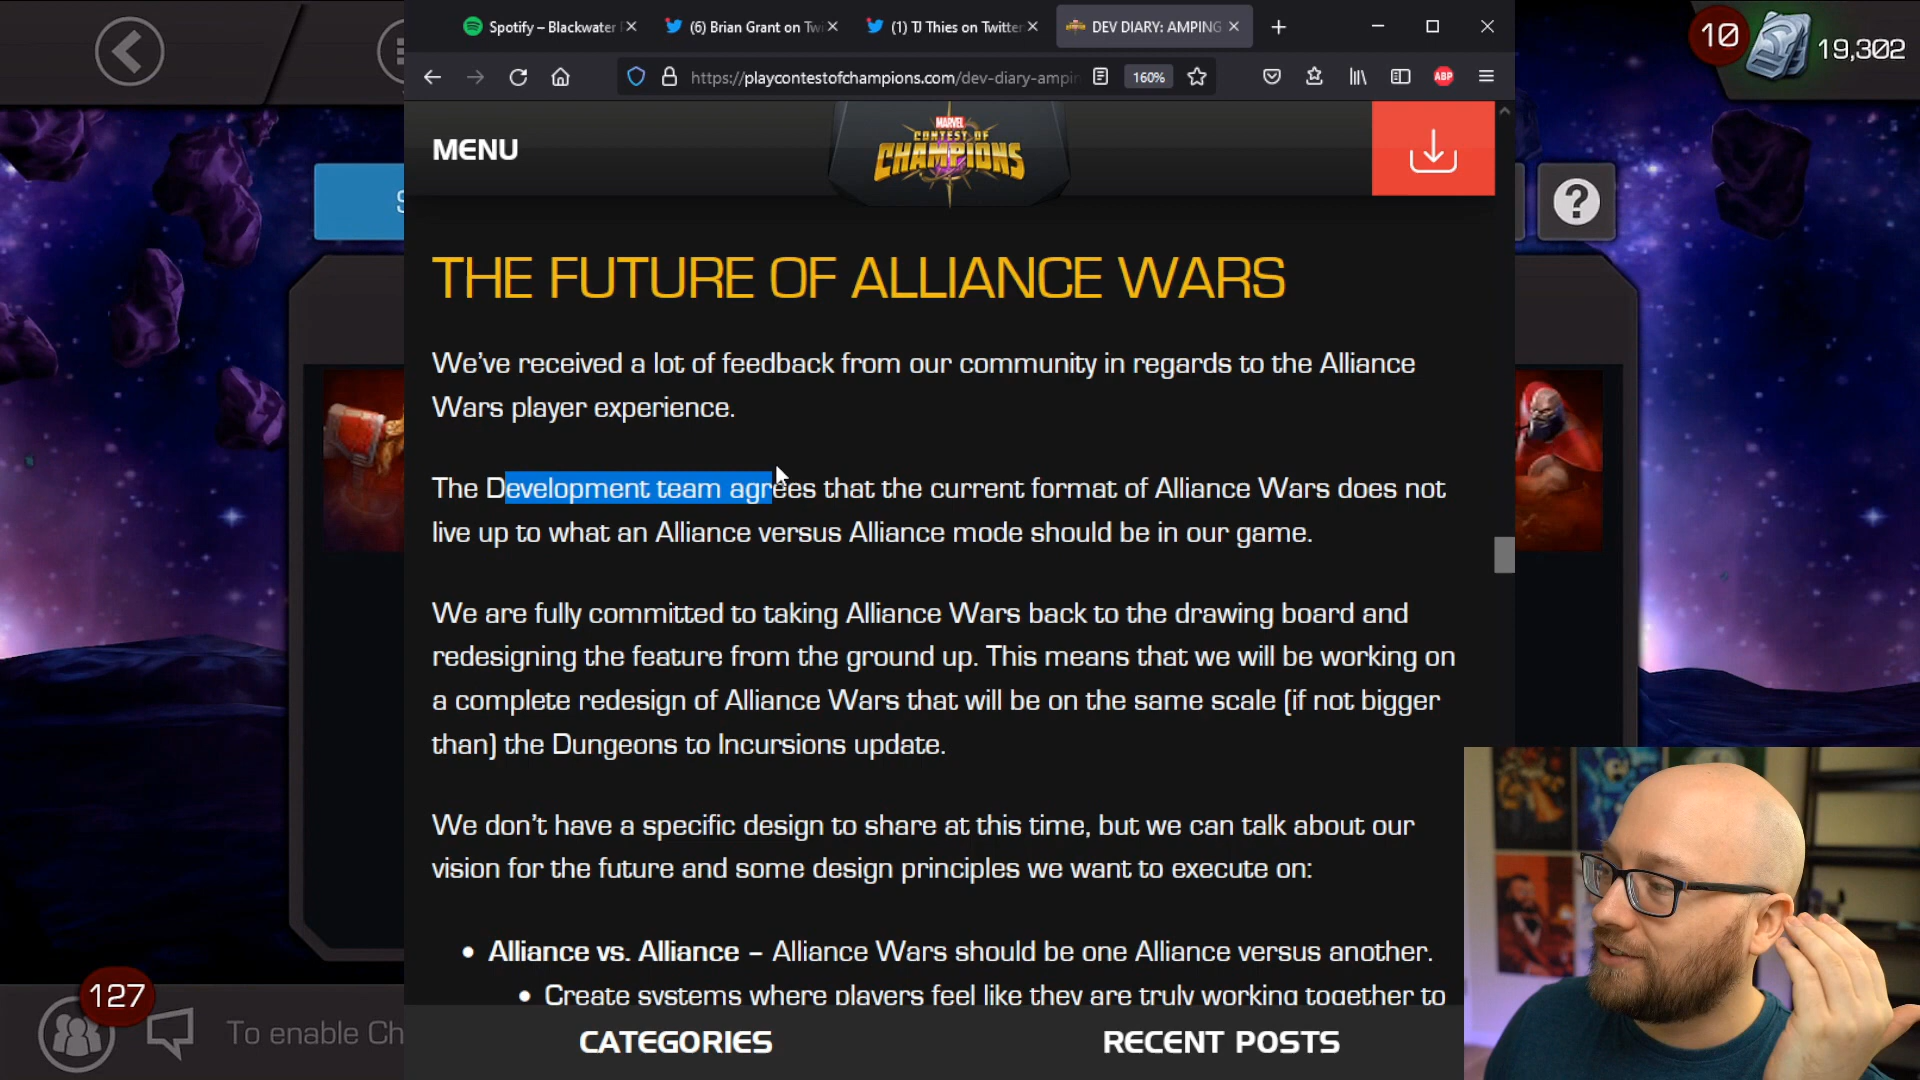 Spotify – Blackwater
(6) Brian Grant on Twi
(1) TJ Thies on Twitter
DEV DIARY: AMPING
10
19,302
https://playcontestofchampions.com/dev-diary-ampin
160%
ABP
MENU
MARVEL
CONTEST OF
CHAMPIONS
?
THE FUTURE OF ALLIANCE WARS
We've received a lot of feedback from our community in regards to the Alliance
Wars player experience.
The Development team agrees that the current format of Alliance Wars does not
live up to what an Alliance versus Alliance mode should be in our game.
We are fully committed to taking Alliance Wars back to the drawing board and
redesigning the feature from the ground up. This means that we will be working on
a complete redesign of Alliance Wars that will be on the same scale (if not bigger
than) the Dungeons to Incursions update.
We don't have a specific design to share at this time, but we can talk about our
vision for the future and some design principles we want to execute on:
• Alliance vs. Alliance – Alliance Wars should be one Alliance versus another.
• Create systems where players feel like they are truly working together to
127
To enable Ch
CATEGORIES
RECENT POSTS